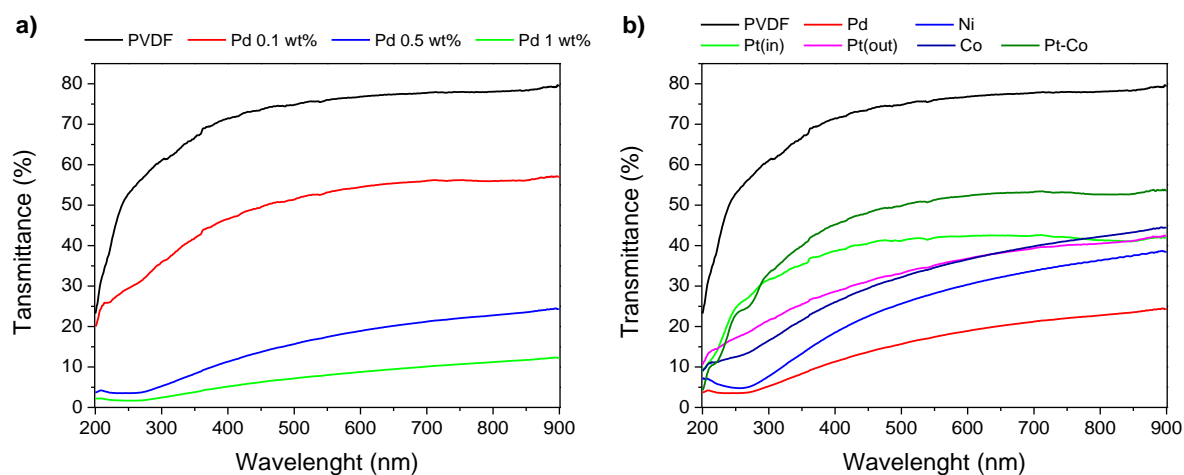 a)
PVDF Pd 0.1 wt% Pd 0.5 wt% Pd 1 wt%
Tansmittance (%)
80
70
60
50
40
30
20
10
0
200 300 400 500 600 700 800 900
Wavelenght (nm)
b)
PVDF Pd Ni
Pt(in) Pt(out) Co Pt-Co
Transmittance (%)
80
70
60
50
40
30
20
10
0
200 300 400 500 600 700 800 900
Wavelenght (nm)